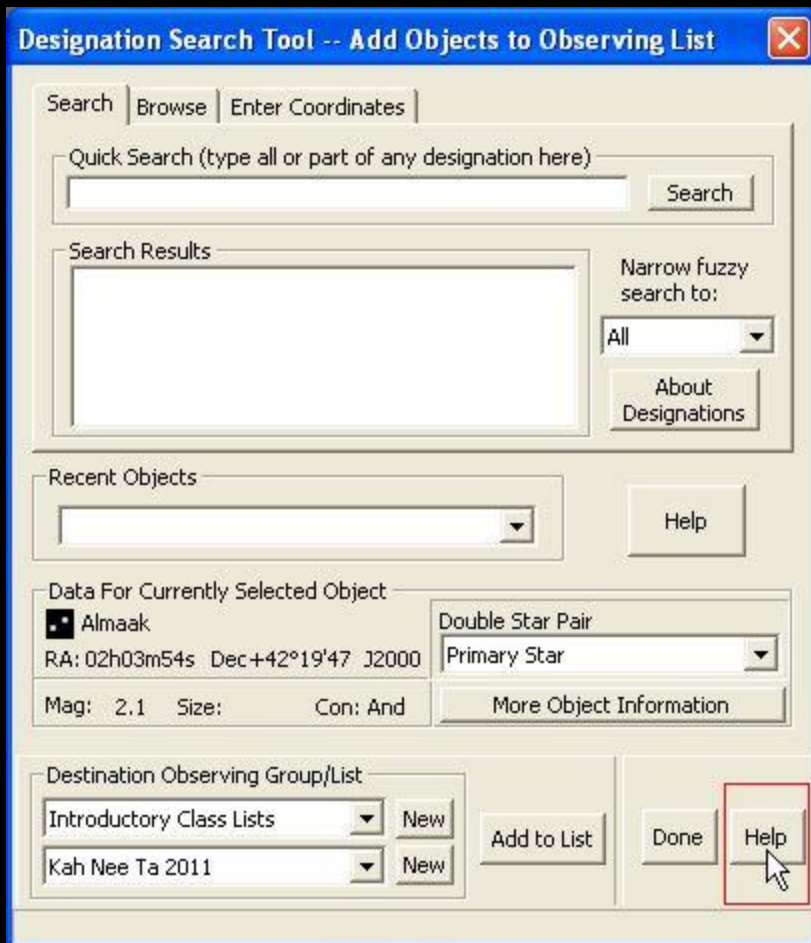 Designation Search Tool -- Add Objects to Observing List
Search Browse Enter Coordinates
Quick Search (type all or part of any designation here)
Search
Search Results
Narrow fuzzy
search to:
All
About
Designations
Recent Objects
Help
Data For Currently Selected Object
Almaak
Double Star Pair
RA: 02h03m54s Dec+42°19'47 J2000
Primary Star
Mag: 2.1 Size: Con: And
More Object Information
Destination Observing Group/List
Introductory Class Lists New
Add to List Done Help
Kah Nee Ta 2011 New